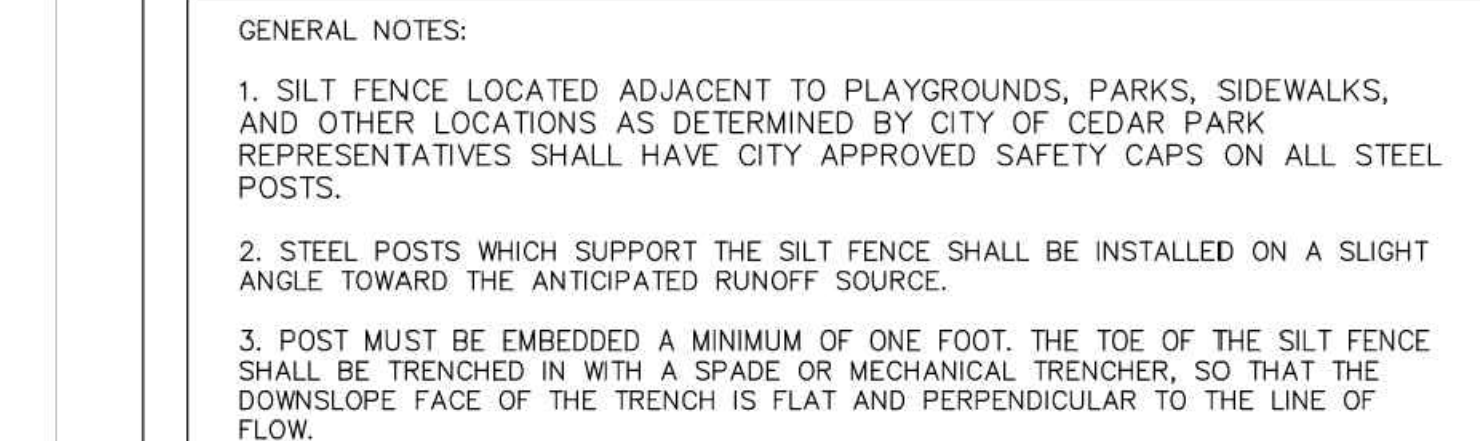 GENERAL NOTES:
1. SILT FENCE LOCATED ADJACENT TO PLAYGROUNDS, PARKS, SIDEWALKS,
AND OTHER LOCATIONS AS DETERMINED BY CITY OF CEDAR PARK
REPRESENTATIVES SHALL HAVE CITY APPROVED SAFETY CAPS ON ALL STEEL
POSTS.
2. STEEL POSTS WHICH SUPPORT THE SILT FENCE SHALL BE INSTALLED ON A SLIGHT
ANGLE TOWARD THE ANTICIPATED RUNOFF SOURCE.
3. POST MUST BE EMBEDDED A MINIMUM OF ONE FOOT. THE TOE OF THE SILT FENCE
SHALL BE TRENCHED IN WITH A SPADE OR MECHANICAL TRENCHER, SO THAT THE
DOWNSLOPE FACE OF THE TRENCH IS FLAT AND PERPENDICULAR TO THE LINE OF
FLOW.